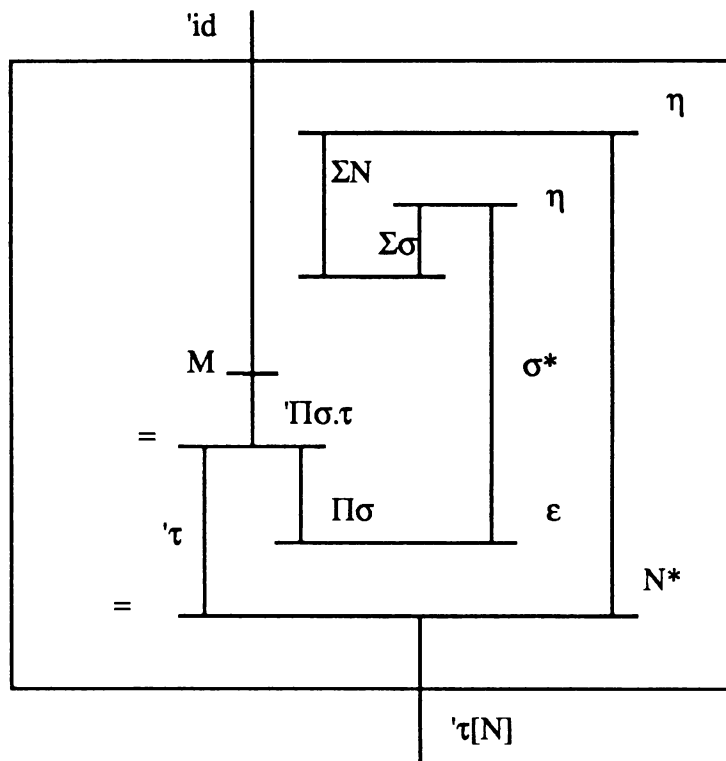 'id
η
ΣN
η
Σσ
M
σ*
'Πσ.τ
=
Πσ
ε
'τ
N*
=
'τ[N]